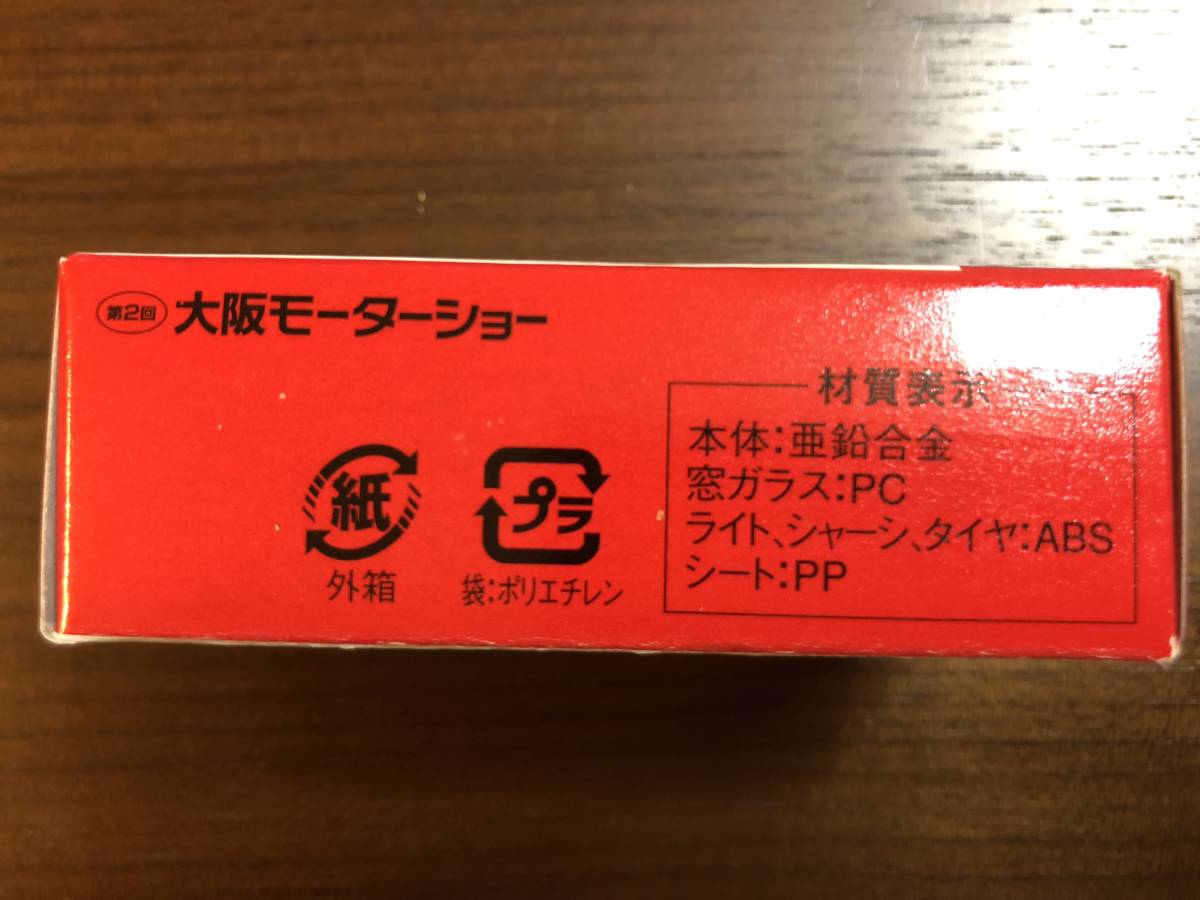 第2回 大阪モーターショー
材質表示
本体:亜鉛合金
窓ガラス:PC
ライト、シャーシ、タイヤ:ABS
シート:PP
紙
外箱
プラ
袋:ポリエチレン